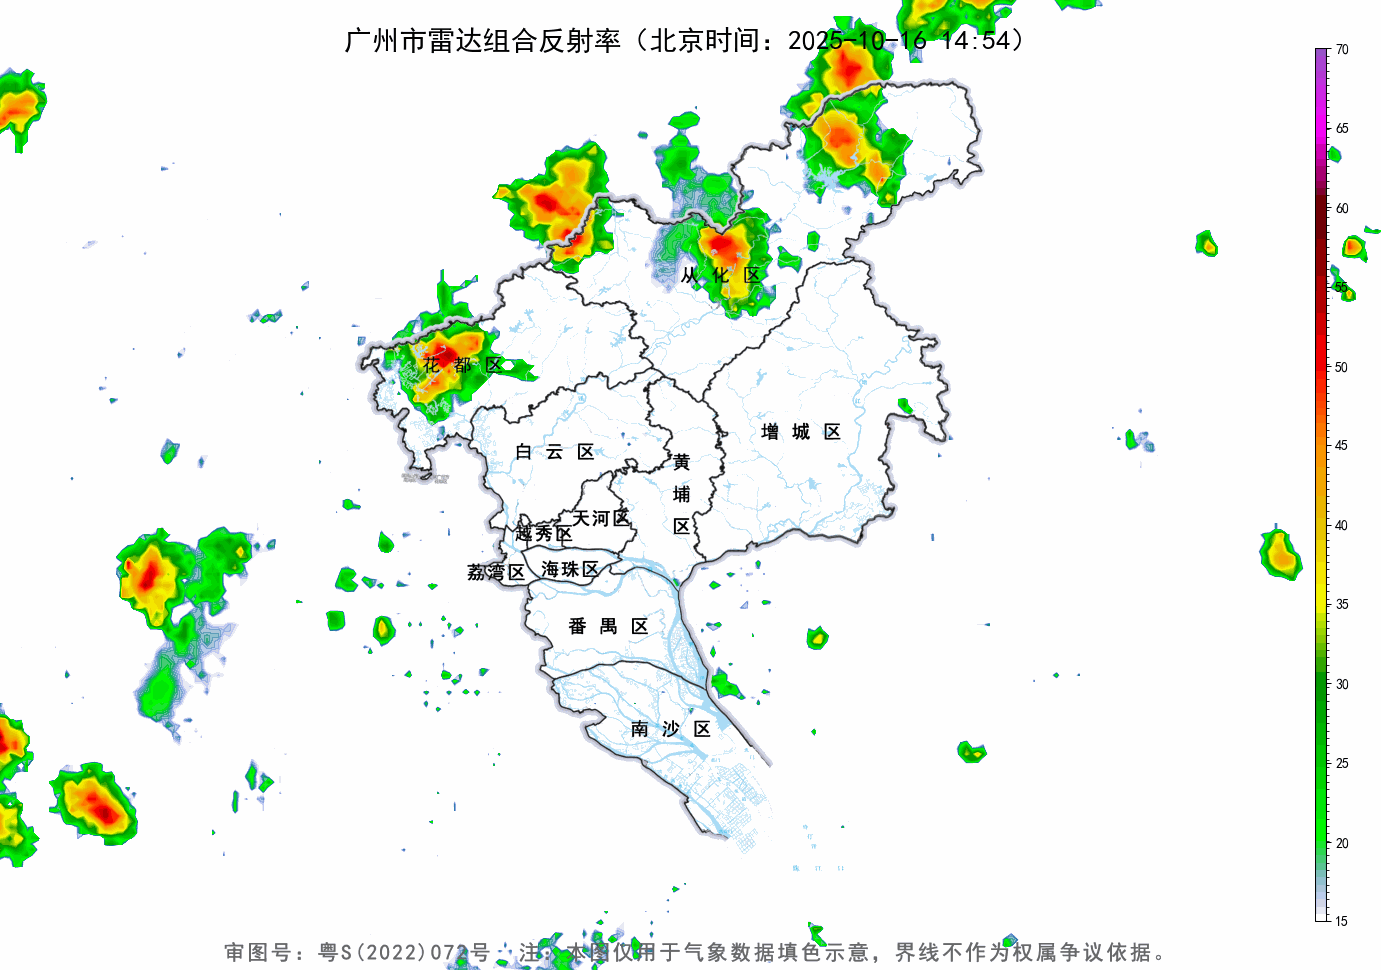 广州市雷达组合反射率（北京时间：2025-10-16 14:54）
70
65
60
55
50
45
40
35
30
25
20
15
从化区
花都区
增城区
白云区
黄埔区
天河区
越秀区
荔湾区
海珠区
番禺区
南沙区
审图号：粤S(2022)072号 注：本图仅用于气象数据填色示意，界线不作为权属争议依据。